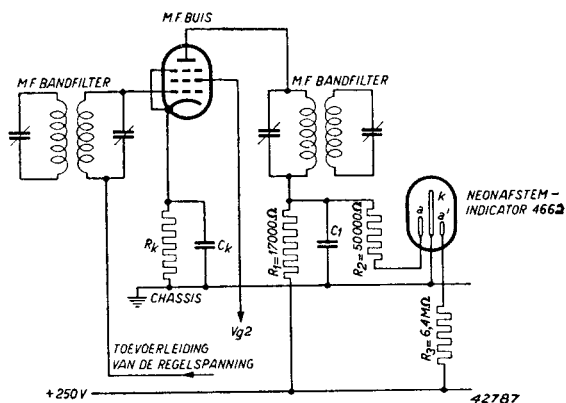 M.F. BUIS
M.F. BANDFILTER
M.F. BANDFILTER
NEONAFSTEM-
INDICATOR 4662
a
k
a'
Rk
Ck
R1=17000Ω
C1
R2=50000Ω
CHASSIS
Vg2
R3=6,4MΩ
TOEVOERLEIDING
VAN DE REGELSPANNING
+250V
42787